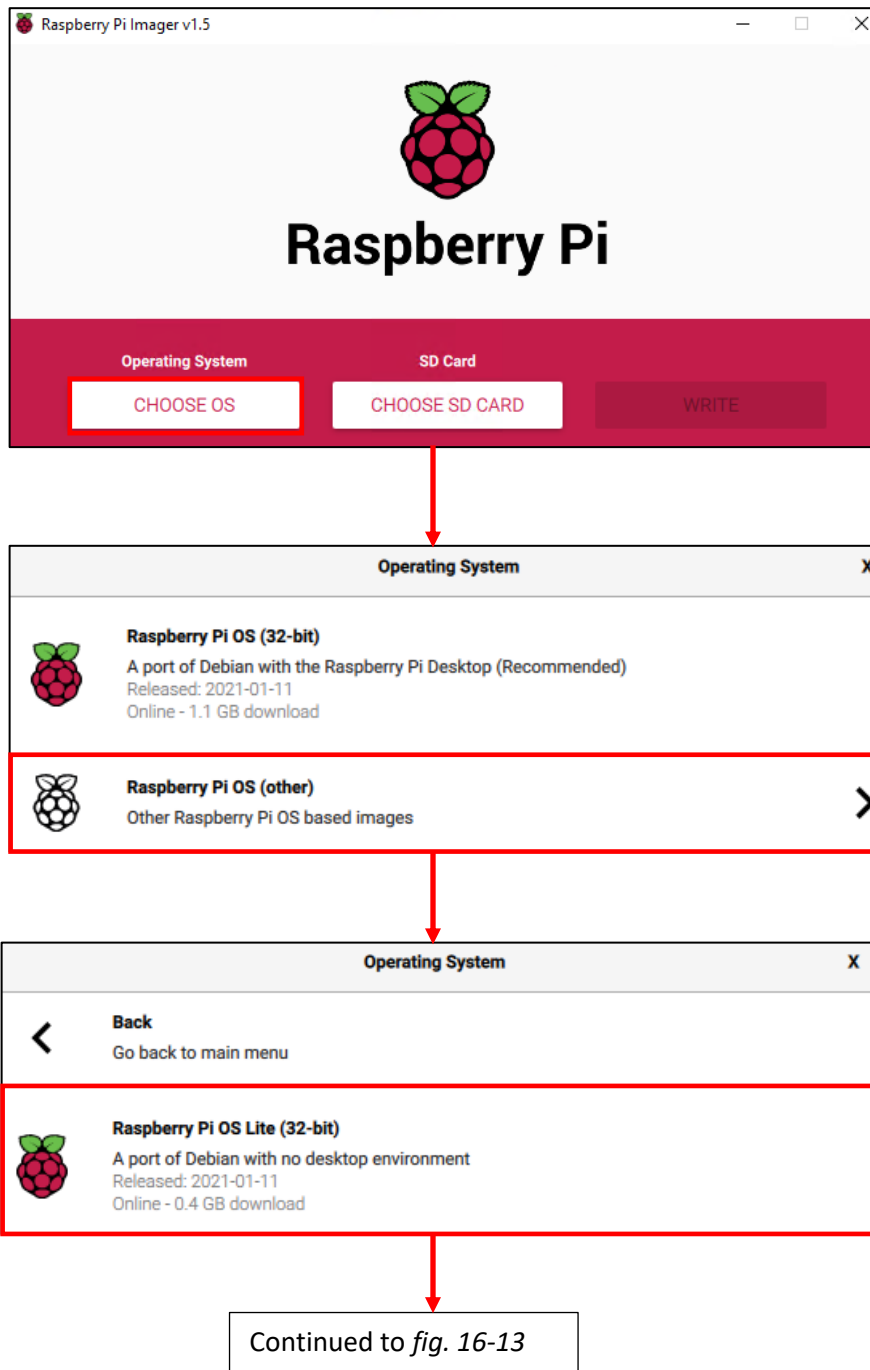 Raspberry Pi Imager v1.5
Raspberry Pi
Operating System
SD Card
CHOOSE OS
CHOOSE SD CARD
WRITE
Operating System
X
Raspberry Pi OS (32-bit)
A port of Debian with the Raspberry Pi Desktop (Recommended)
Released: 2021-01-11
Online - 1.1 GB download
Raspberry Pi OS (other)
Other Raspberry Pi OS based images
Operating System
X
Back
Go back to main menu
Raspberry Pi OS Lite (32-bit)
A port of Debian with no desktop environment
Released: 2021-01-11
Online - 0.4 GB download
Continued to fig. 16-13